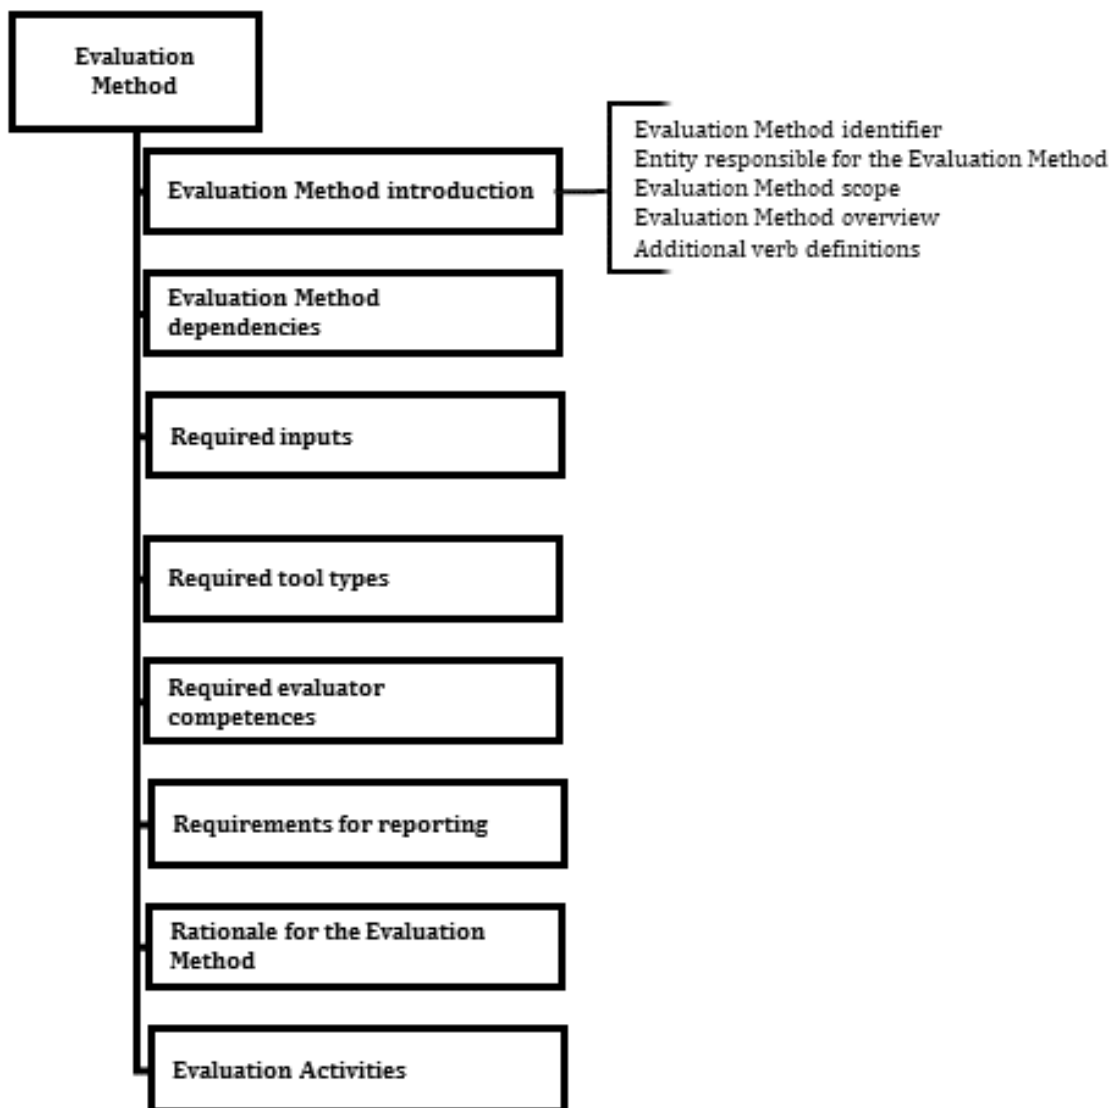 Evaluation
Method
Evaluation Method introduction
Evaluation Method identifier
Entity responsible for the Evaluation Method
Evaluation Method scope
Evaluation Method overview
Additional verb definitions
Evaluation Method
dependencies
Required inputs
Required tool types
Required evaluator
competences
Requirements for reporting
Rationale for the Evaluation
Method
Evaluation Activities